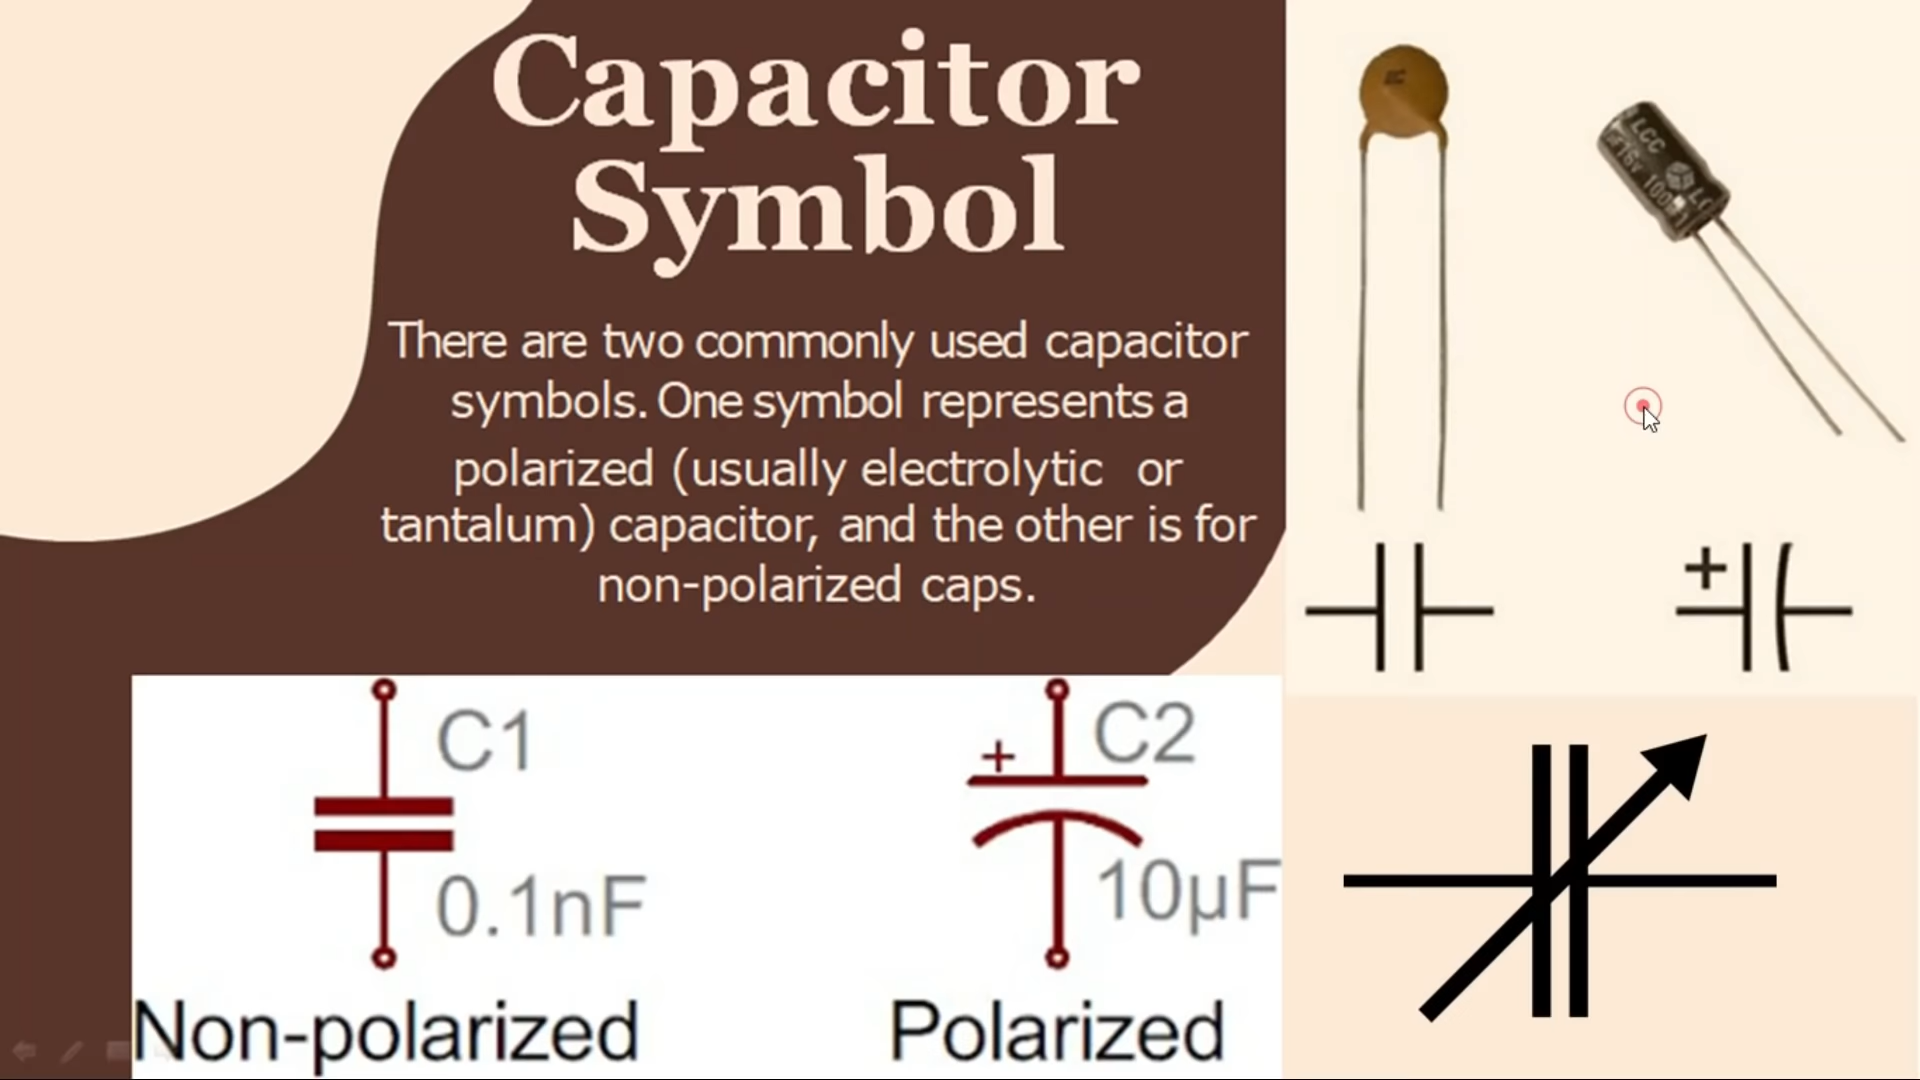 Capacitor
Symbol
There are two commonly used capacitor
symbols. One symbol represents a
polarized (usually electrolytic or
tantalum) capacitor, and the other is for
non-polarized caps.
LCC
+
C1
0.1nF
Non-polarized
+
C2
10µF
Polarized